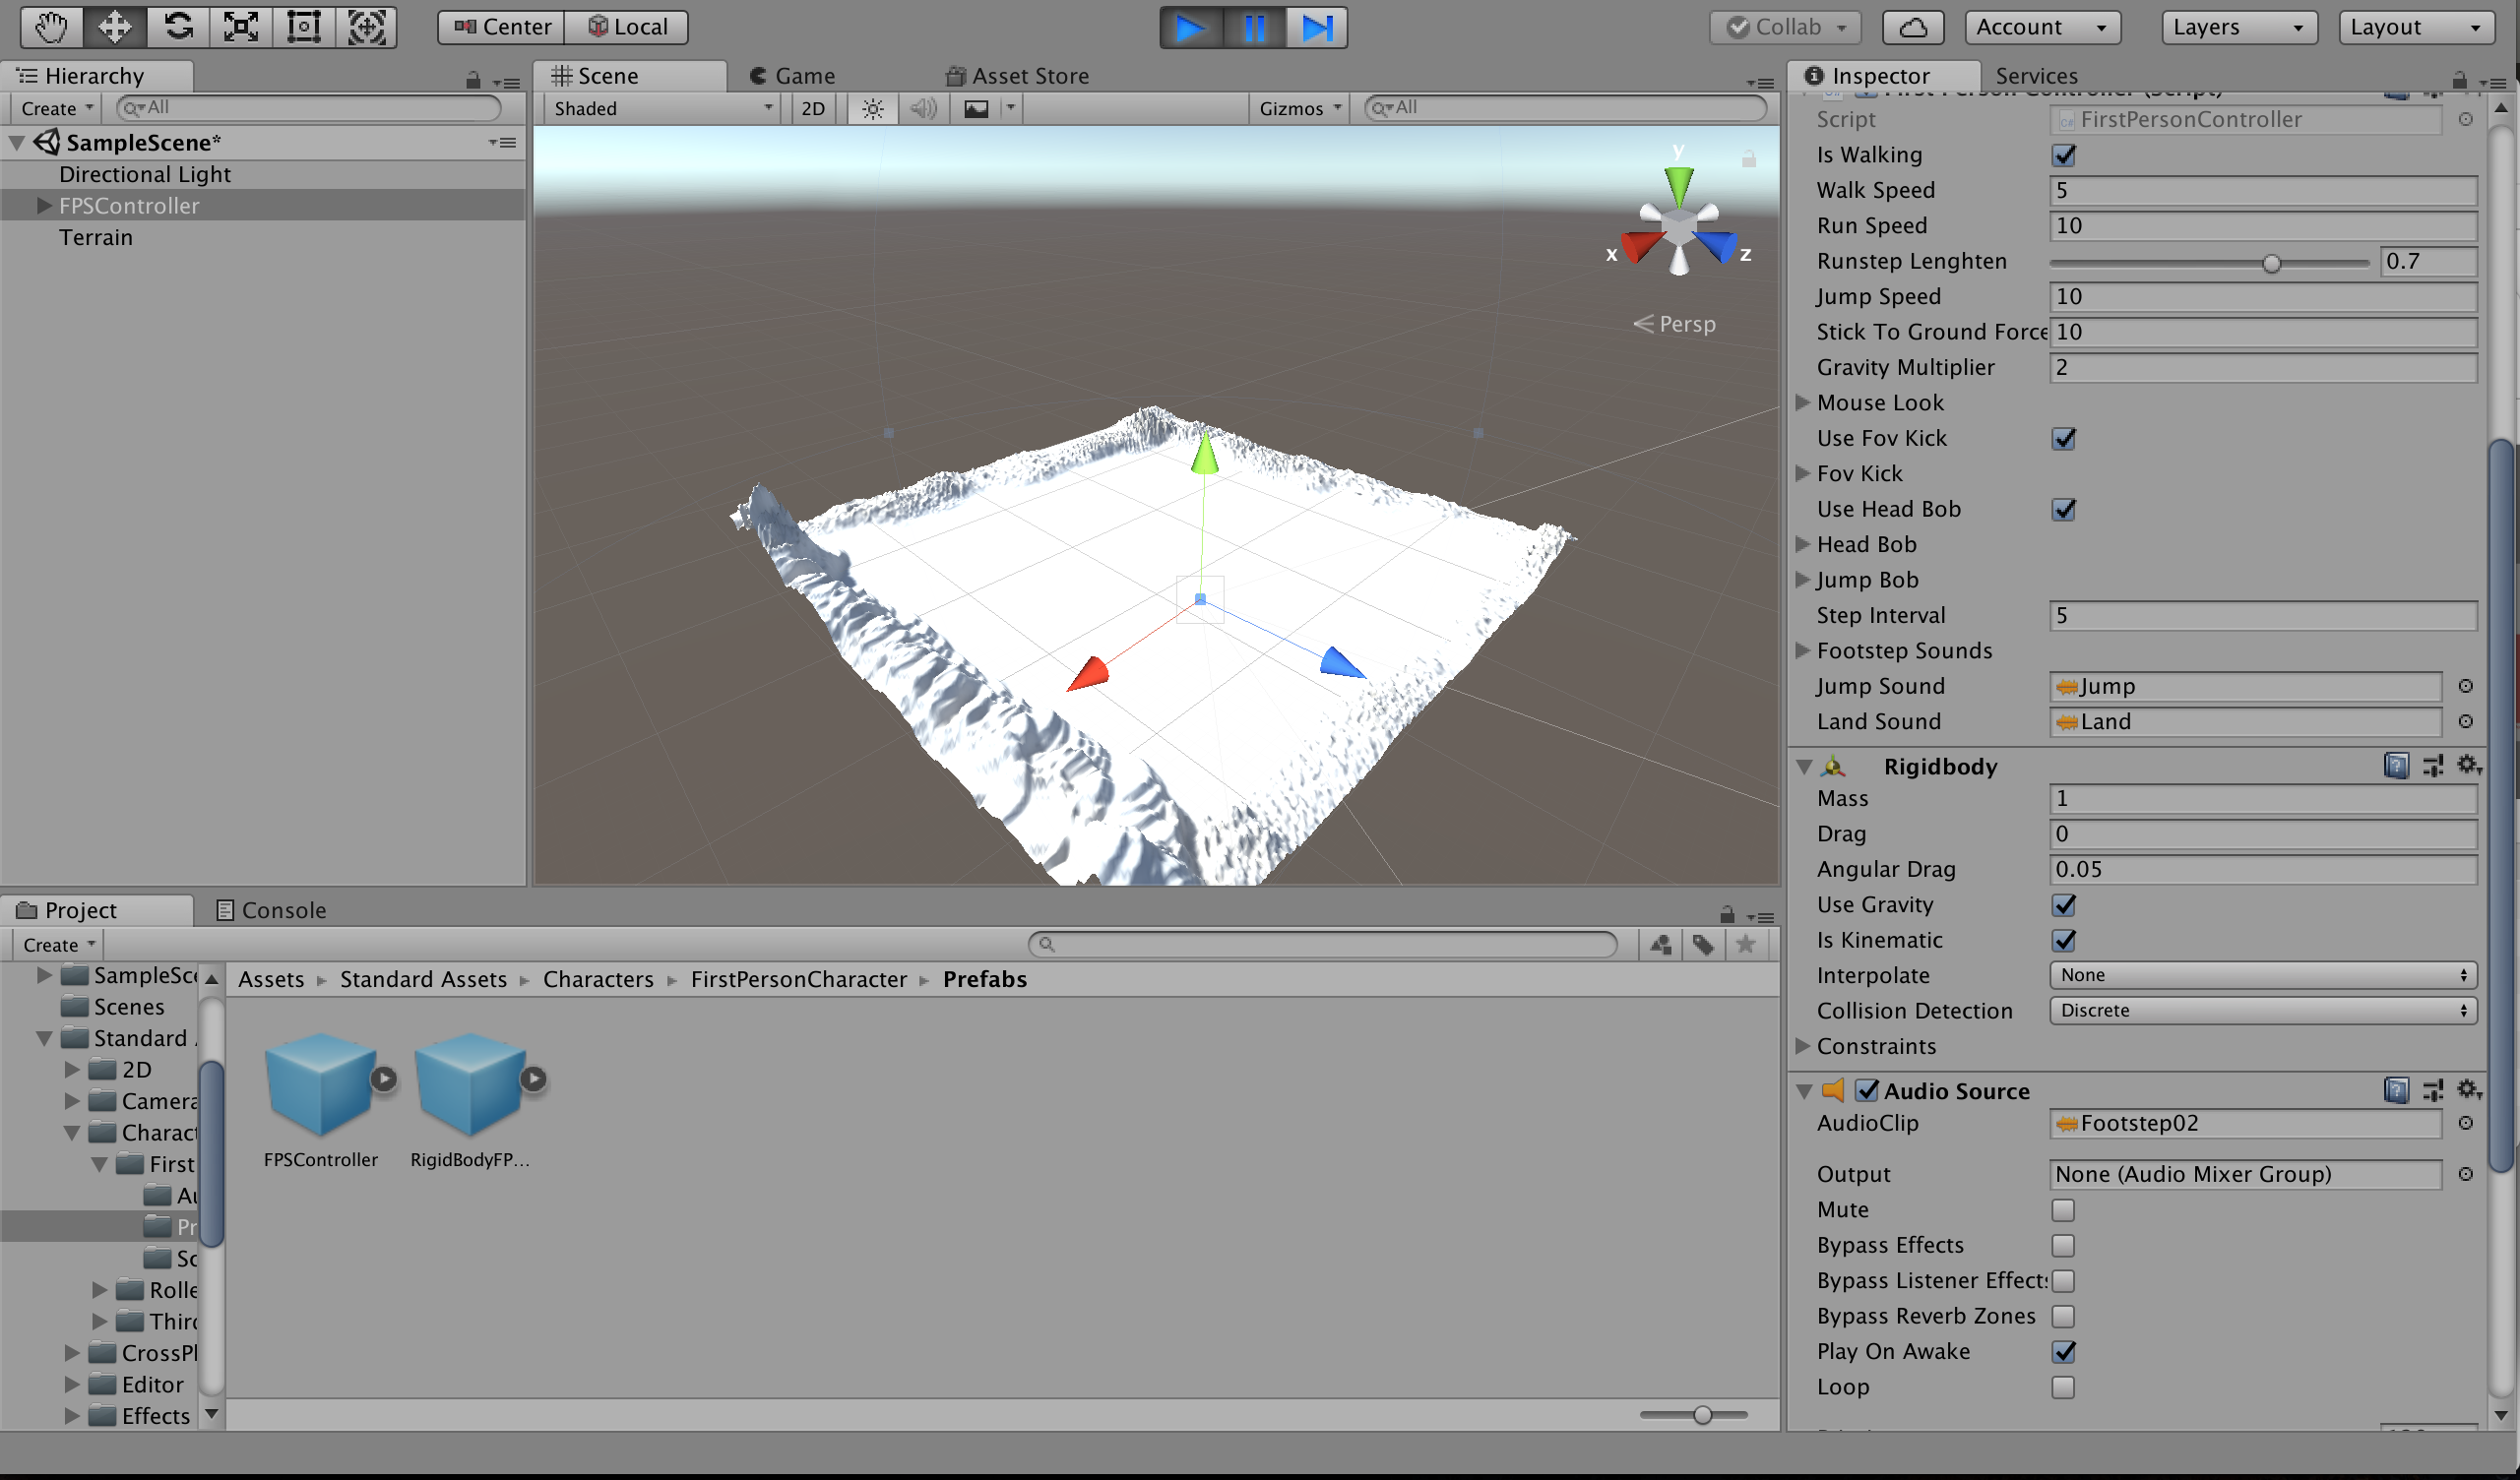 Center
Local
Collab
Account
Layers
Layout
Hierarchy
Create
All
SampleScene*
Directional Light
FPSController
Terrain
Scene
Game
Asset Store
Shaded
2D
Gizmos
All
y
x
z
Persp
Project
Console
Create
SampleSce
Scenes
Standard
2D
Camera
Charact
First
Au
Pr
Sc
Rolle
Third
CrossPl
Editor
Effects
Assets Standard Assets Characters FirstPersonCharacter Prefabs
FPSController
RigidBodyFP...
Inspector
Services
First Person Controller (Script)
Script FirstPersonController
Is Walking
Walk Speed 5
Run Speed 10
Runstep Lenghten 0.7
Jump Speed 10
Stick To Ground Force 10
Gravity Multiplier 2
Mouse Look
Use Fov Kick
Fov Kick
Use Head Bob
Head Bob
Jump Bob
Step Interval 5
Footstep Sounds
Jump Sound Jump
Land Sound Land
Rigidbody
Mass 1
Drag 0
Angular Drag 0.05
Use Gravity
Is Kinematic
Interpolate None
Collision Detection Discrete
Constraints
Audio Source
AudioClip Footstep02
Output None (Audio Mixer Group)
Mute
Bypass Effects
Bypass Listener Effects
Bypass Reverb Zones
Play On Awake
Loop